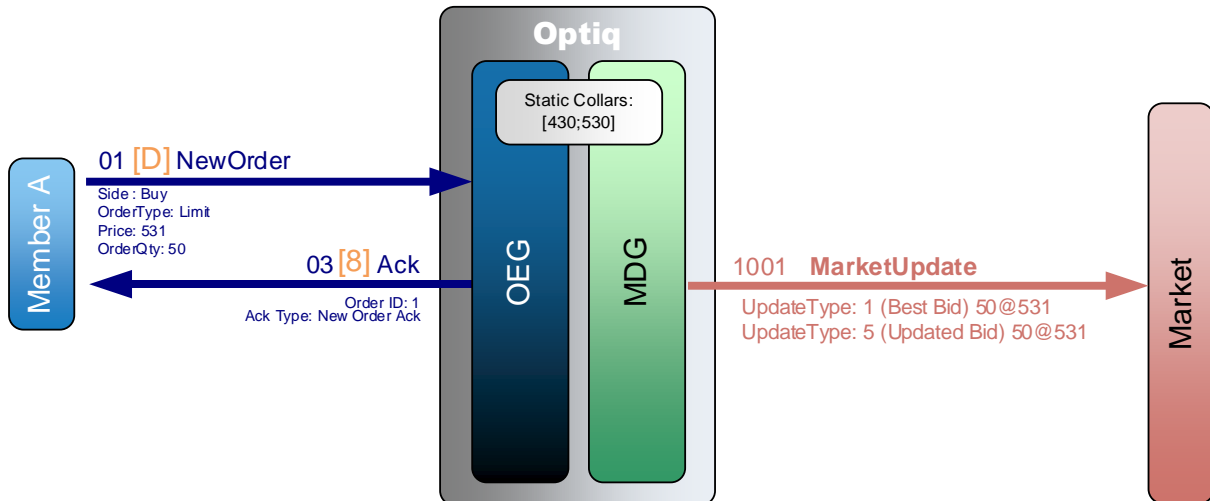 Optiq
Static Collars:
[430;530]
Member A
01 [D] NewOrder
Side : Buy
OrderType: Limit
Price: 531
OrderQty: 50
03 [8] Ack
Order ID: 1
Ack Type: New Order Ack
OEG
MDG
1001 MarketUpdate
UpdateType: 1 (Best Bid) 50@531
UpdateType: 5 (Updated Bid) 50@531
Market